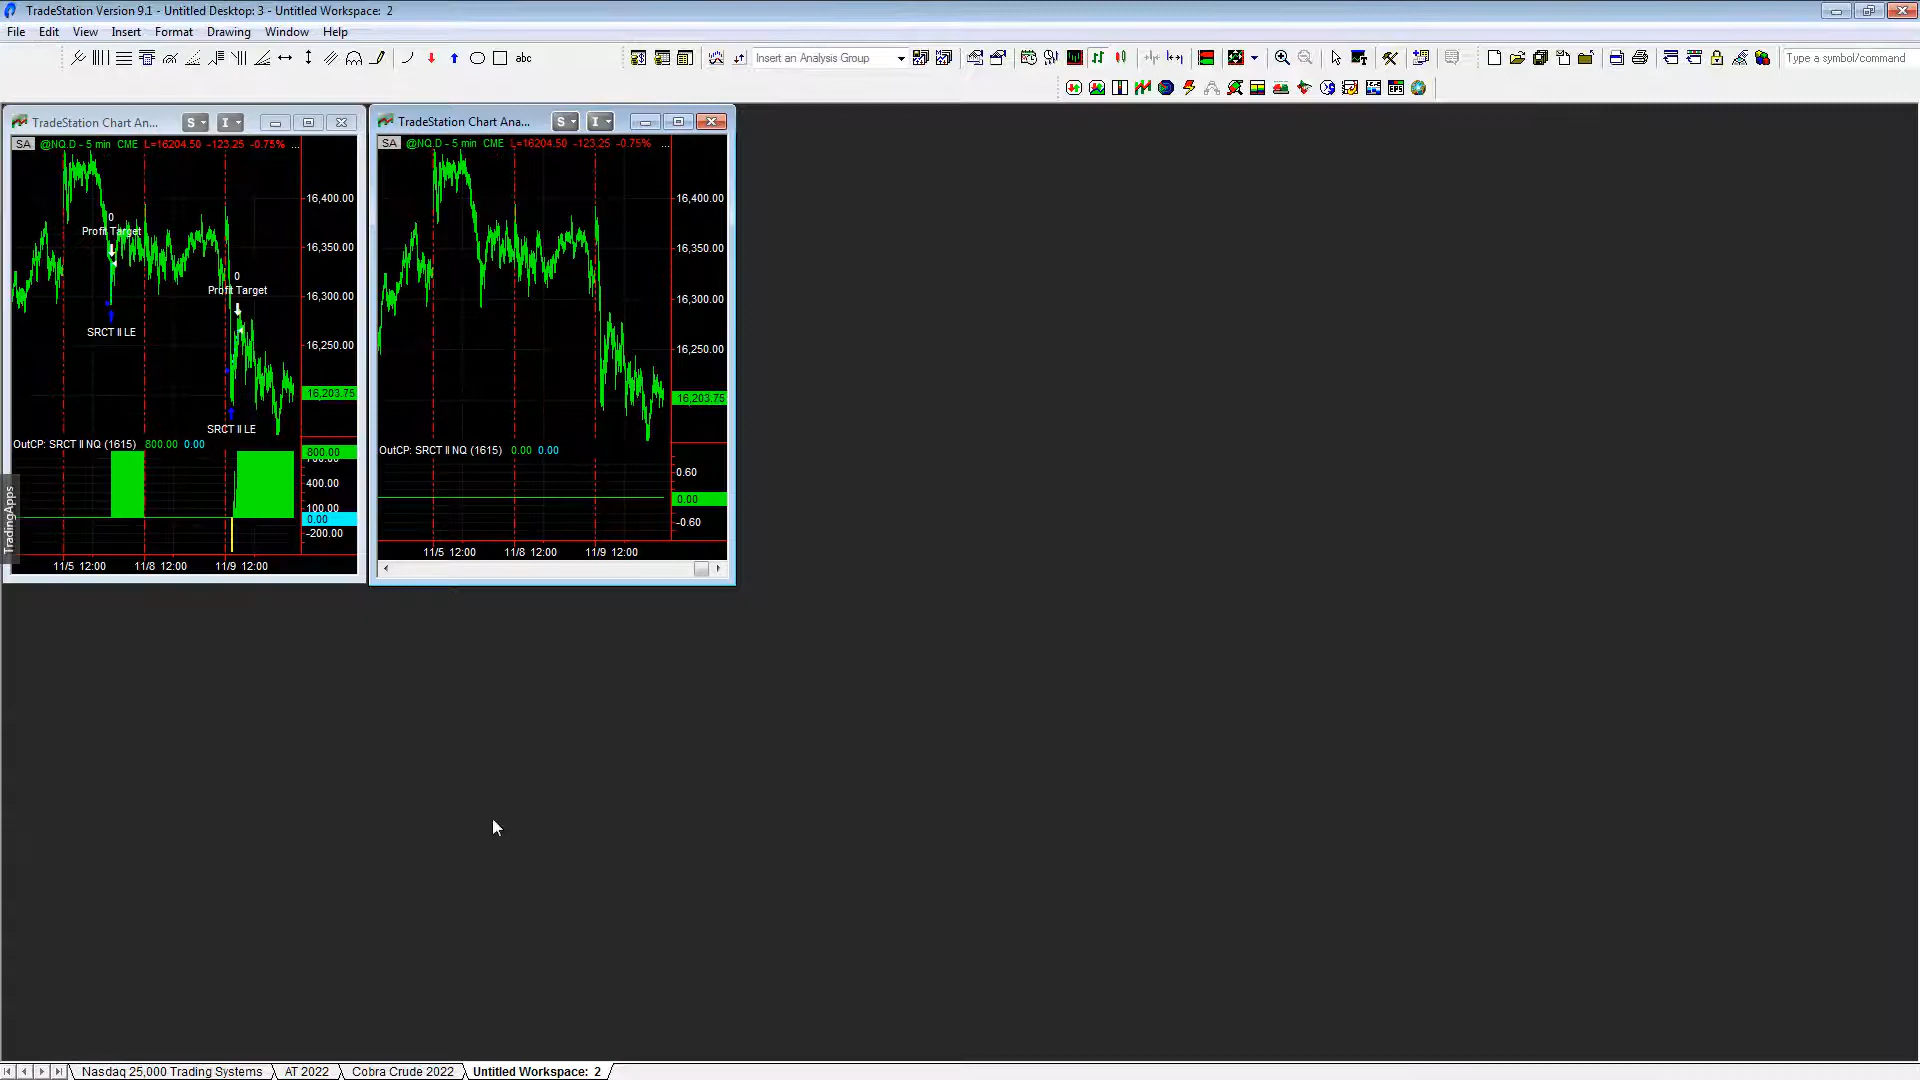 TradeStation Version 9.1 - Untitled Desktop: 3 - Untitled Workspace: 2
File Edit View Insert Format Drawing Window Help
abc
Insert an Analysis Group
Type a symbol/command
EPS
TradeStation Chart An...
S
I
SA @NQ.D - 5 min CME L=16204.50 -123.25 -0.75% ...
16,400.00
16,350.00
16,300.00
16,250.00
16,203.75
0
Profit Target
SRCT II LE
0
Profit Target
SRCT II LE
OutCP: SRCT II NQ (1615) 800.00 0.00
800.00
400.00
100.00
0.00
-200.00
11/5 12:00 11/8 12:00 11/9 12:00
TradingApps
TradeStation Chart Ana...
S
I
SA @NQ.D - 5 min CME L=16204.50 -123.25 -0.75% ...
16,400.00
16,350.00
16,300.00
16,250.00
16,203.75
OutCP: SRCT II NQ (1615) 0.00 0.00
0.60
0.00
-0.60
11/5 12:00 11/8 12:00 11/9 12:00
Nasdaq 25,000 Trading Systems AT 2022 Cobra Crude 2022 Untitled Workspace: 2